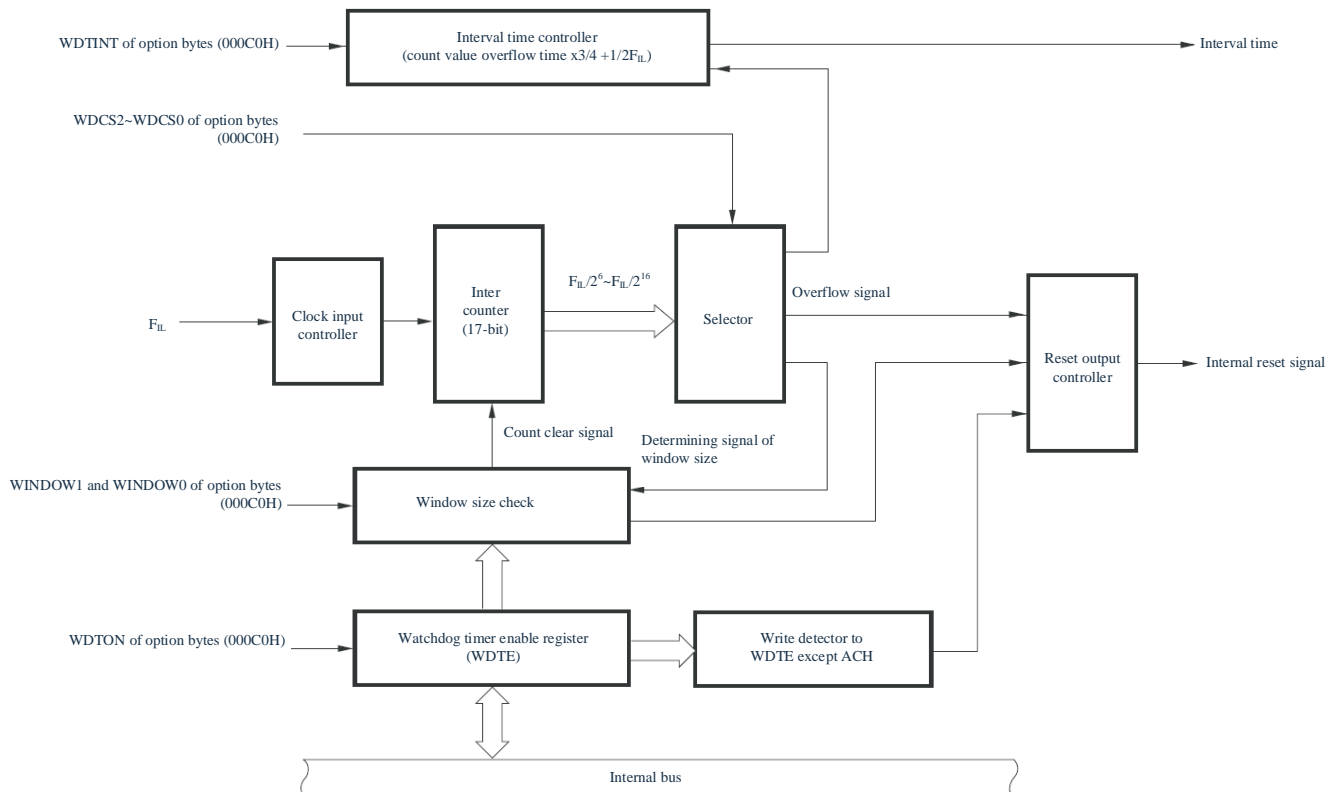 WDTINT of option bytes (000C0H)
Interval time controller
(count value overflow time x3/4 +1/2F_IL)
Interval time
WDCS2~WDCS0 of option bytes
(000C0H)
F_IL
Clock input
controller
Inter
counter
(17-bit)
F_IL/2^6~F_IL/2^16
Selector
Overflow signal
Reset output
controller
Internal reset signal
Count clear signal
Determining signal of
window size
WINDOW1 and WINDOW0 of option bytes
(000C0H)
Window size check
WDTON of option bytes (000C0H)
Watchdog timer enable register
(WDTE)
Write detector to
WDTE except ACH
Internal bus